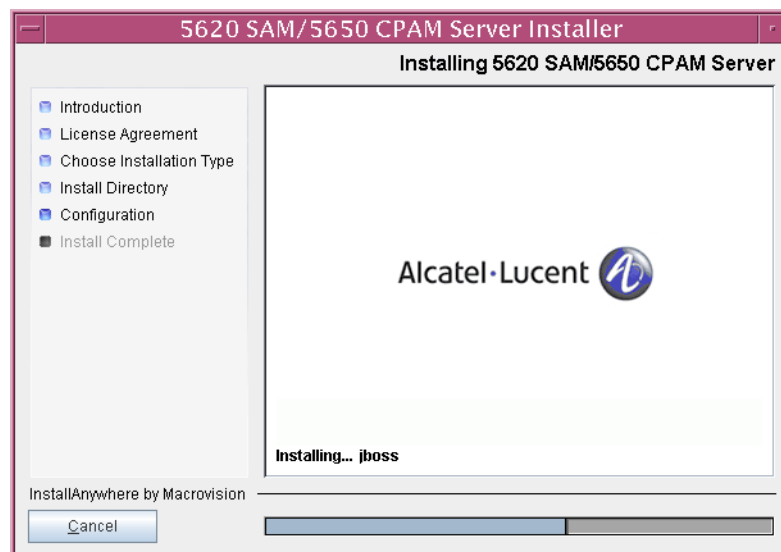 5620 SAM/5650 CPAM Server Installer
Installing 5620 SAM/5650 CPAM Server
Introduction
License Agreement
Choose Installation Type
Install Directory
Configuration
Install Complete
Alcatel·Lucent
Installing... jboss
InstallAnywhere by Macrovision
Cancel